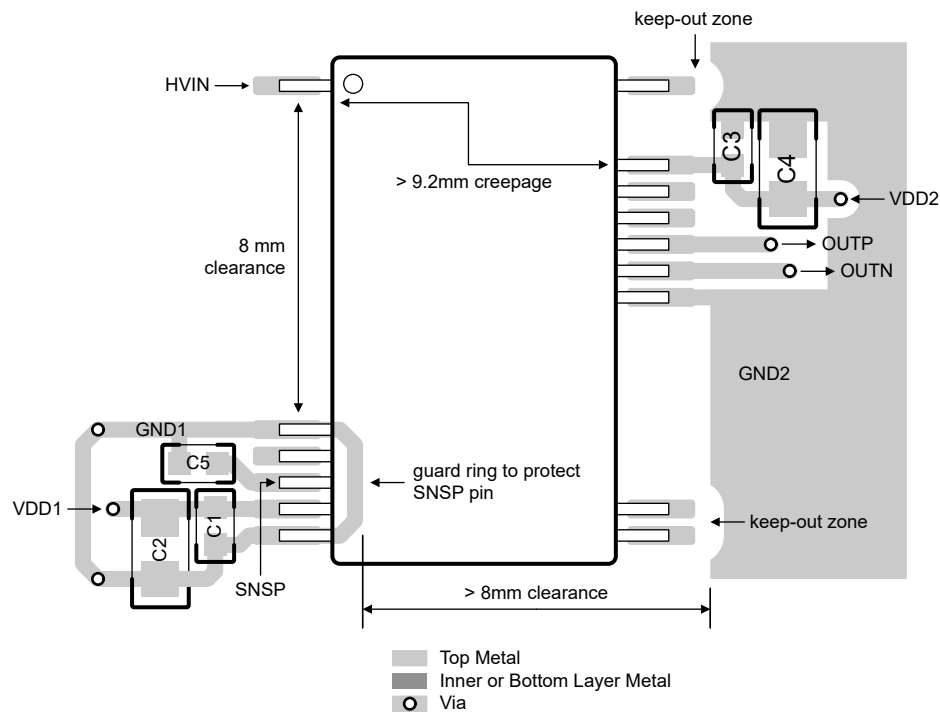 keep-out zone
HVIN
C3
C4
> 9.2mm creepage
VDD2
8 mm
clearance
OUTP
OUTN
GND2
GND1
C5
guard ring to protect
SNSP pin
VDD1
C1
C2
keep-out zone
SNSP
> 8mm clearance
Top Metal
Inner or Bottom Layer Metal
Via